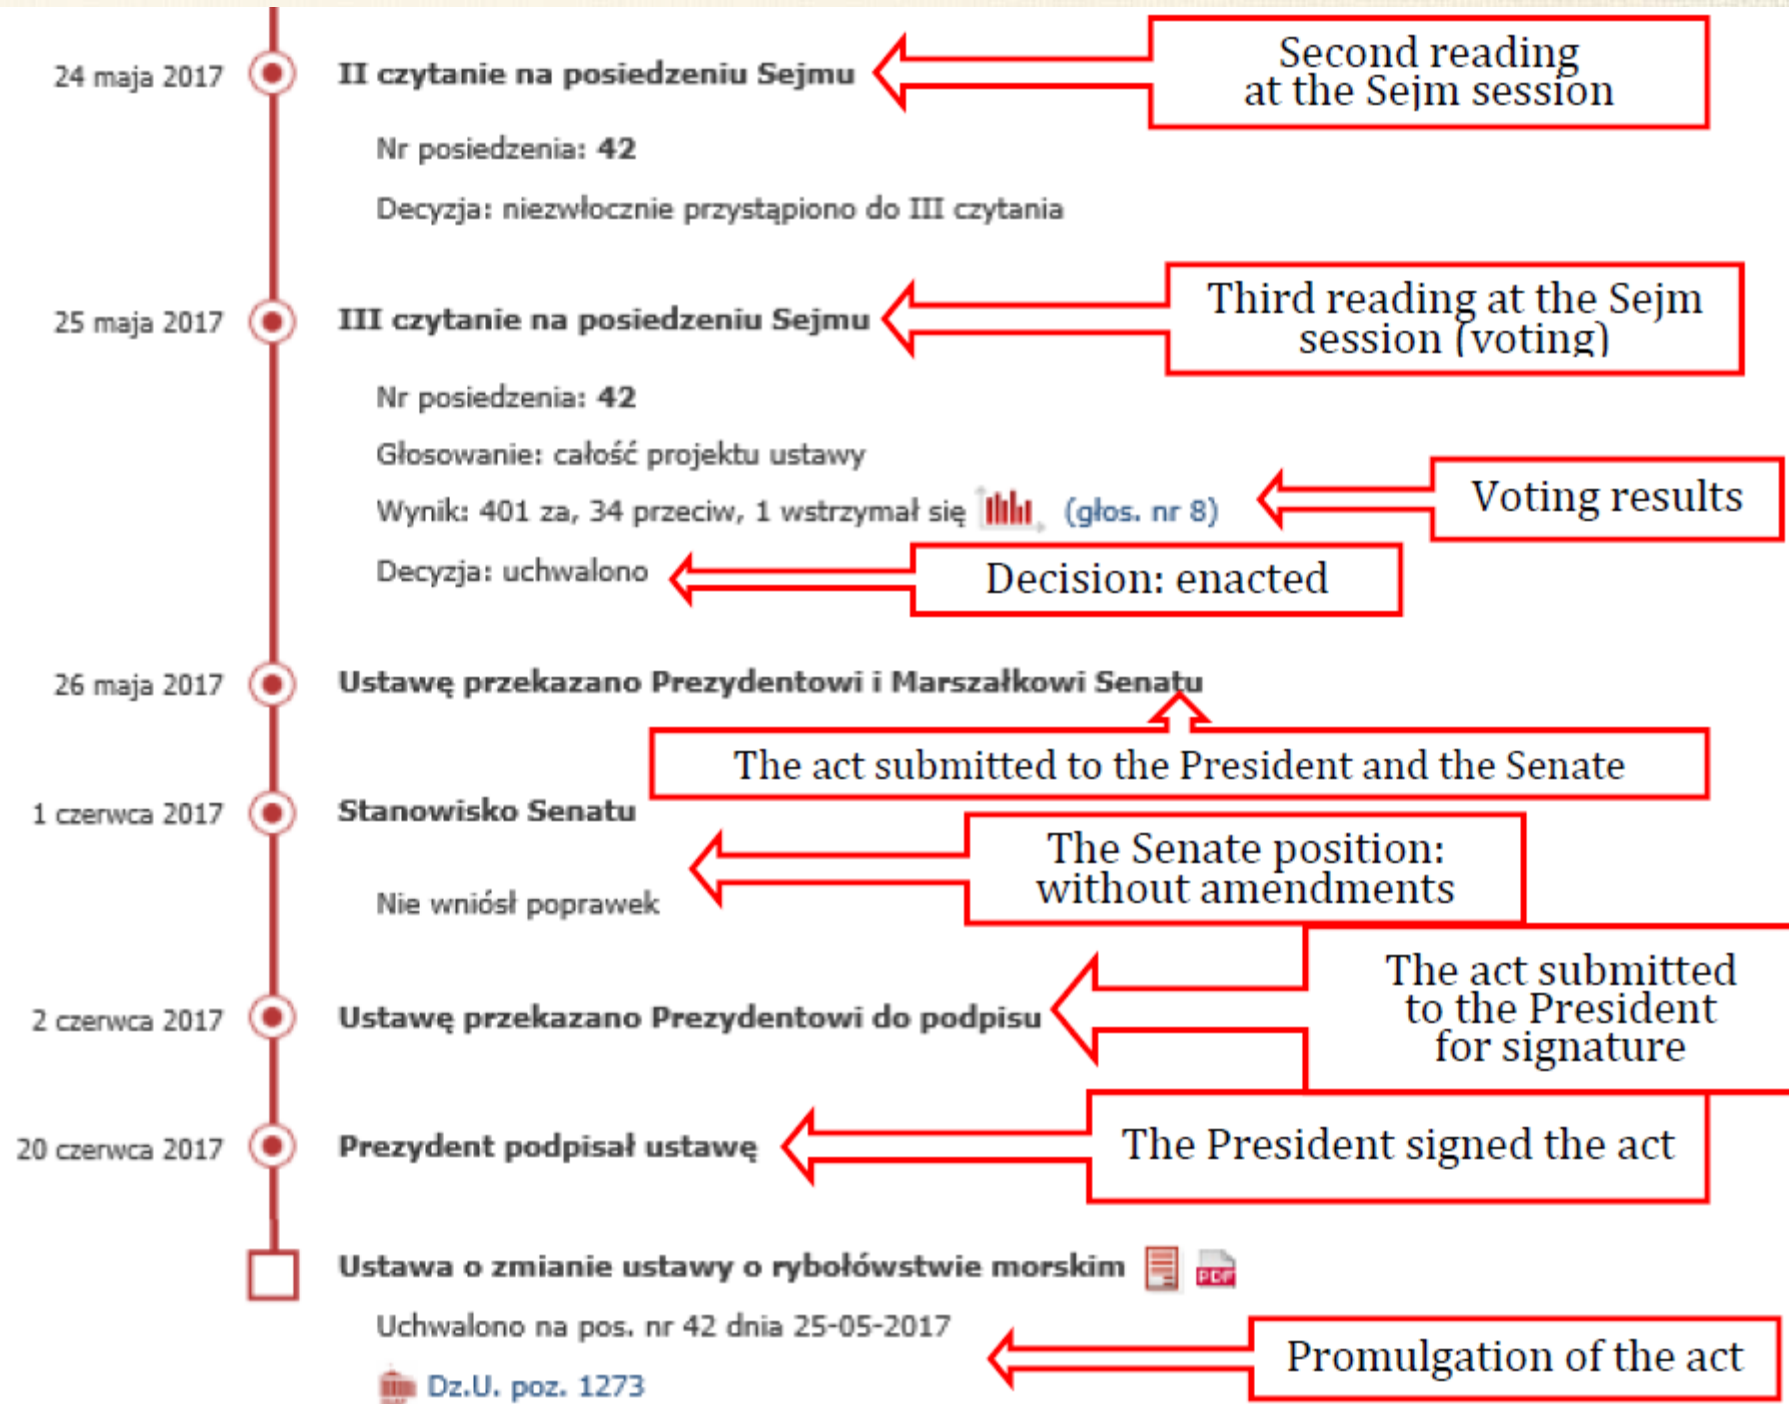 24 maja 2017
II czytanie na posiedzeniu Sejmu
Second reading
at the Sejm session
Nr posiedzenia: 42
Decyzja: niezwłocznie przystąpiono do III czytania
25 maja 2017
III czytanie na posiedzeniu Sejmu
Third reading at the Sejm
session (voting)
Nr posiedzenia: 42
Głosowanie: całość projektu ustawy
Wynik: 401 za, 34 przeciw, 1 wstrzymał się (głos. nr 8)
Voting results
Decyzja: uchwalono
Decision: enacted
26 maja 2017
Ustawę przekazano Prezydentowi i Marszałkowi Senatu
The act submitted to the President and the Senate
1 czerwca 2017
Stanowisko Senatu
The Senate position:
without amendments
Nie wniósł poprawek
The act submitted
to the President
for signature
2 czerwca 2017
Ustawę przekazano Prezydentowi do podpisu
20 czerwca 2017
Prezydent podpisał ustawę
The President signed the act
Ustawa o zmianie ustawy o rybołówstwie morskim
PDF
Uchwalono na pos. nr 42 dnia 25-05-2017
Promulgation of the act
Dz.U. poz. 1273